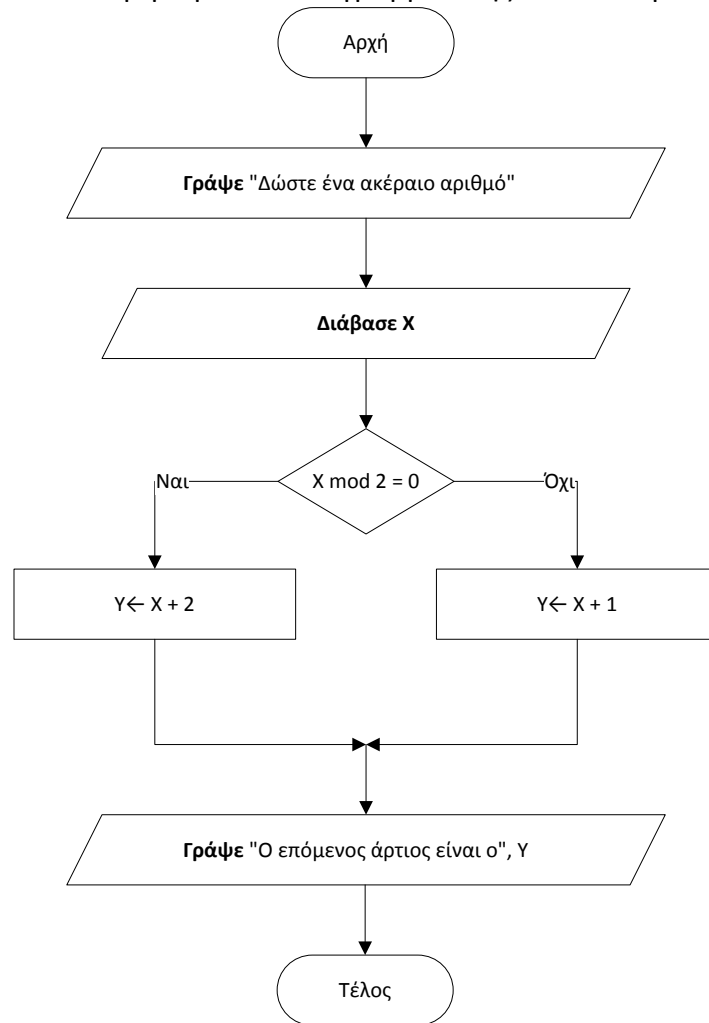 Αρχή
Γράψε "Δώστε ένα ακέραιο αριθμό"
Διάβασε Χ
X mod 2 = 0
Ναι
Όχι
Υ← Χ + 2
Υ← Χ + 1
Γράψε "Ο επόμενος άρτιος είναι ο", Υ
Τέλος